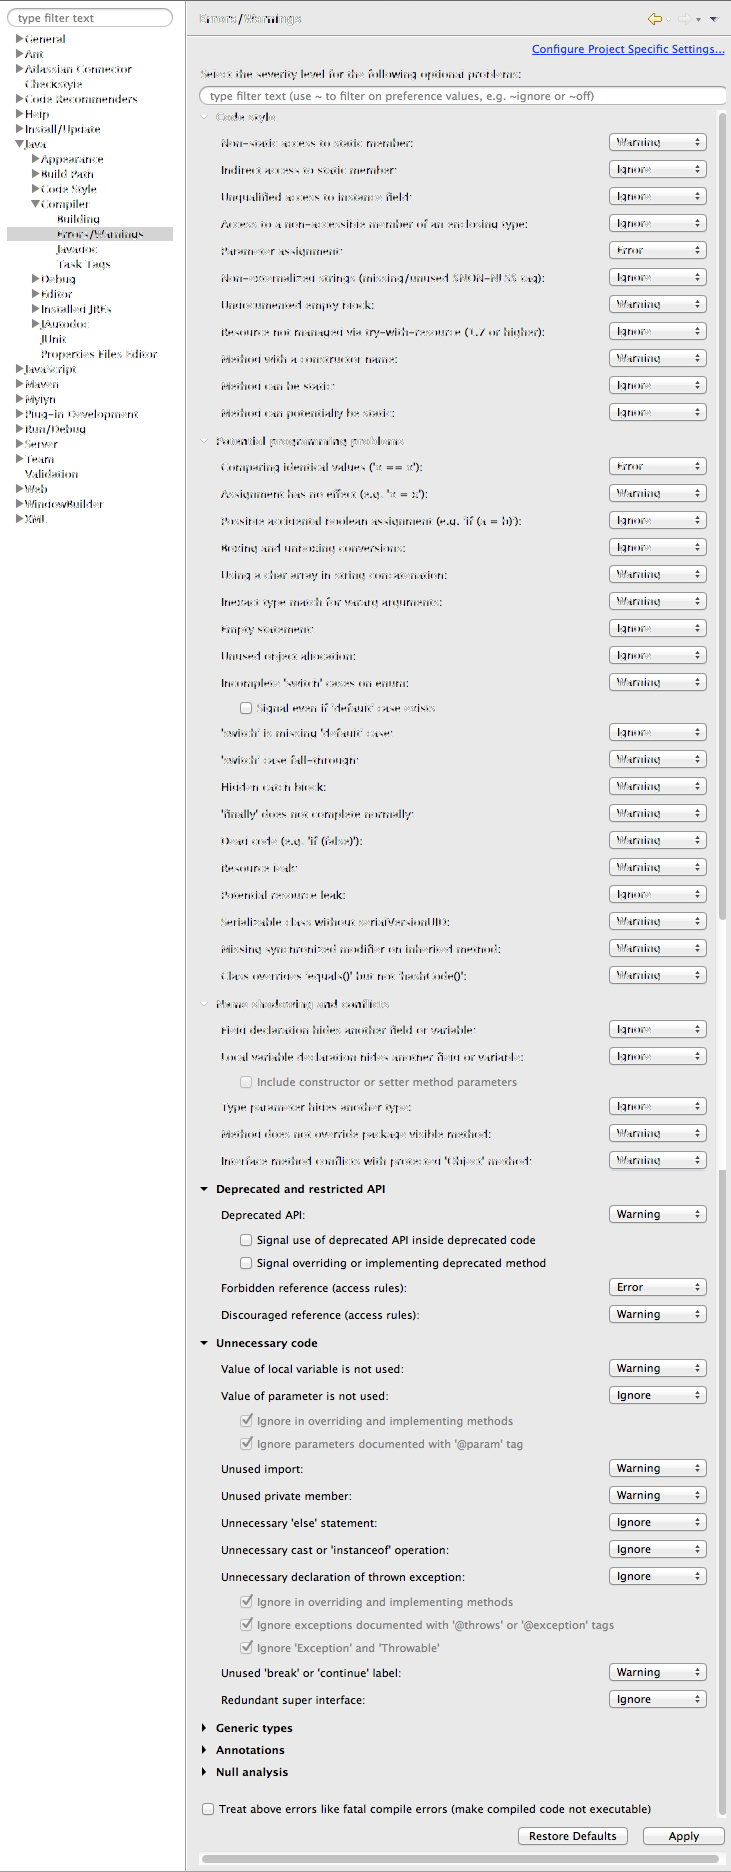 type filter text
General
Ant
Atlassian Connector
Checkstyle
Code Recommenders
Help
Install/Update
Java
Appearance
Build Path
Code Style
Compiler
Building
Errors/Warnings
Javadoc
Task Tags
Debug
Editor
Installed JREs
JAutodoc
JUnit
Properties Files Editor
JavaScript
Maven
Mylyn
Plug-in Development
Run/Debug
Server
Team
Validation
Web
WindowBuilder
XML
Errors/Warnings
Configure Project Specific Settings...
Select the severity level for the following optional problems:
type filter text (use ~ to filter on preference values, e.g. ~ignore or ~off)
Code style
Non-static access to static member: Warning
Indirect access to static member: Ignore
Unqualified access to instance field: Ignore
Access to a non-accessible member of an enclosing type: Ignore
Parameter assignment: Error
Non-externalized strings (missing/unused $NON-NLS$ tag): Ignore
Undocumented empty block: Warning
Resource not managed via try-with-resource (1.7 or higher): Ignore
Method with a constructor name: Warning
Method can be static: Ignore
Method can potentially be static: Ignore
Potential programming problems
Comparing identical values ('x == x'): Error
Assignment has no effect (e.g. 'x = x'): Warning
Possible accidental boolean assignment (e.g. 'if (a = b)'): Ignore
Boxing and unboxing conversions: Ignore
Using a char array in string concatenation: Warning
Inexact type match for vararg arguments: Warning
Empty statement: Ignore
Unused object allocation: Ignore
Incomplete 'switch' cases on enum: Warning
Signal even if 'default' case exists
'switch' is missing 'default' case: Ignore
'switch' case fall-through: Warning
Hidden catch block: Warning
'finally' does not complete normally: Warning
Dead code (e.g. 'if (false)'): Warning
Resource leak: Warning
Potential resource leak: Ignore
Serializable class without serialVersionUID: Warning
Missing synchronized modifier on inherited method: Warning
Class overrides 'equals()' but not 'hashCode()': Warning
Name shadowing and conflicts
Field declaration hides another field or variable: Ignore
Local variable declaration hides another field or variable: Ignore
Include constructor or setter method parameters
Type parameter hides another type: Ignore
Method does not override package visible method: Warning
Interface method conflicts with protected 'Object' method: Warning
Deprecated and restricted API
Deprecated API: Warning
Signal use of deprecated API inside deprecated code
Signal overriding or implementing deprecated method
Forbidden reference (access rules): Error
Discouraged reference (access rules): Warning
Unnecessary code
Value of local variable is not used: Warning
Value of parameter is not used: Ignore
Ignore in overriding and implementing methods
Ignore parameters documented with '@param' tag
Unused import: Warning
Unused private member: Warning
Unnecessary 'else' statement: Ignore
Unnecessary cast or 'instanceof' operation: Ignore
Unnecessary declaration of thrown exception: Ignore
Ignore in overriding and implementing methods
Ignore exceptions documented with '@throws' or '@exception' tags
Ignore 'Exception' and 'Throwable'
Unused 'break' or 'continue' label: Warning
Redundant super interface: Ignore
Generic types
Annotations
Null analysis
Treat above errors like fatal compile errors (make compiled code not executable)
Restore Defaults Apply